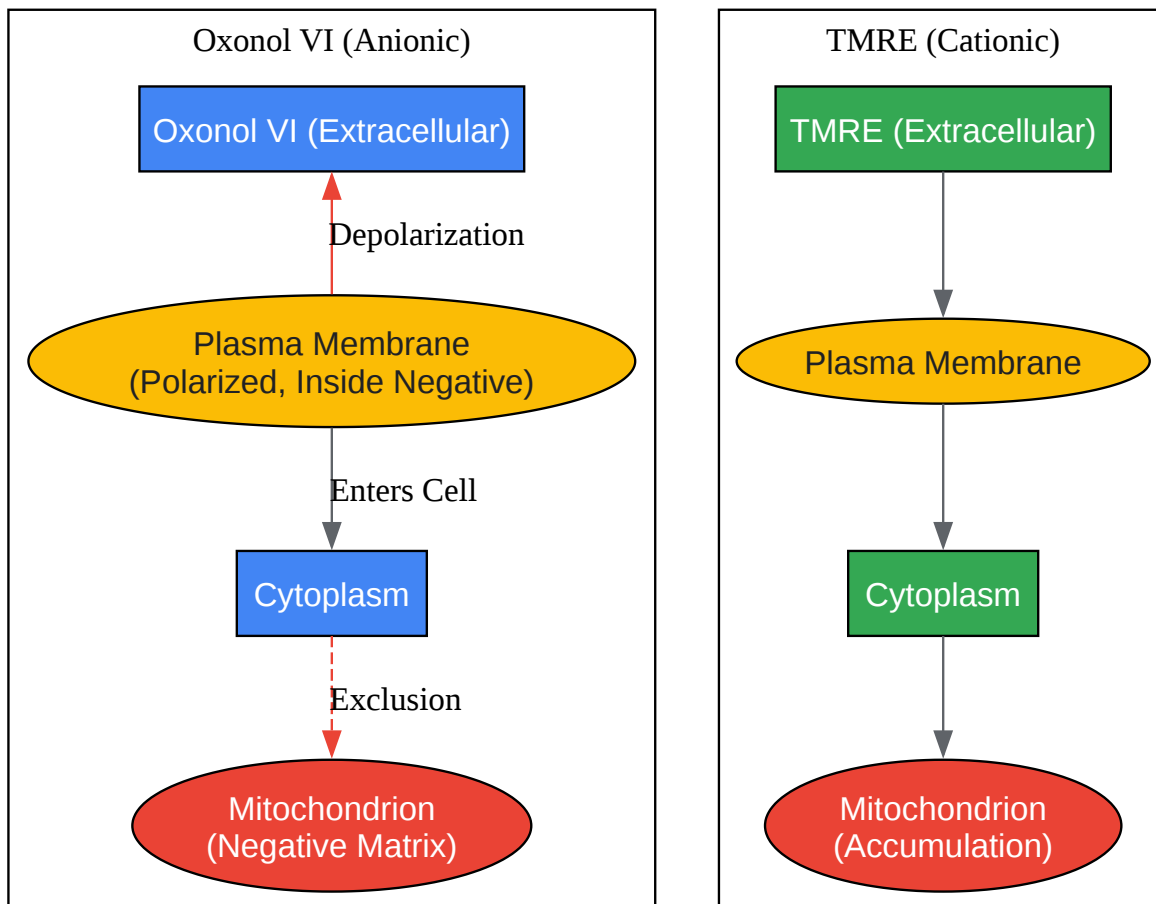 Oxonol VI (Anionic)
Oxonol VI (Extracellular)
Depolarization
Plasma Membrane
(Polarized, Inside Negative)
Enters Cell
Cytoplasm
Exclusion
Mitochondrion
(Negative Matrix)
TMRE (Cationic)
TMRE (Extracellular)
Plasma Membrane
Cytoplasm
Mitochondrion
(Accumulation)